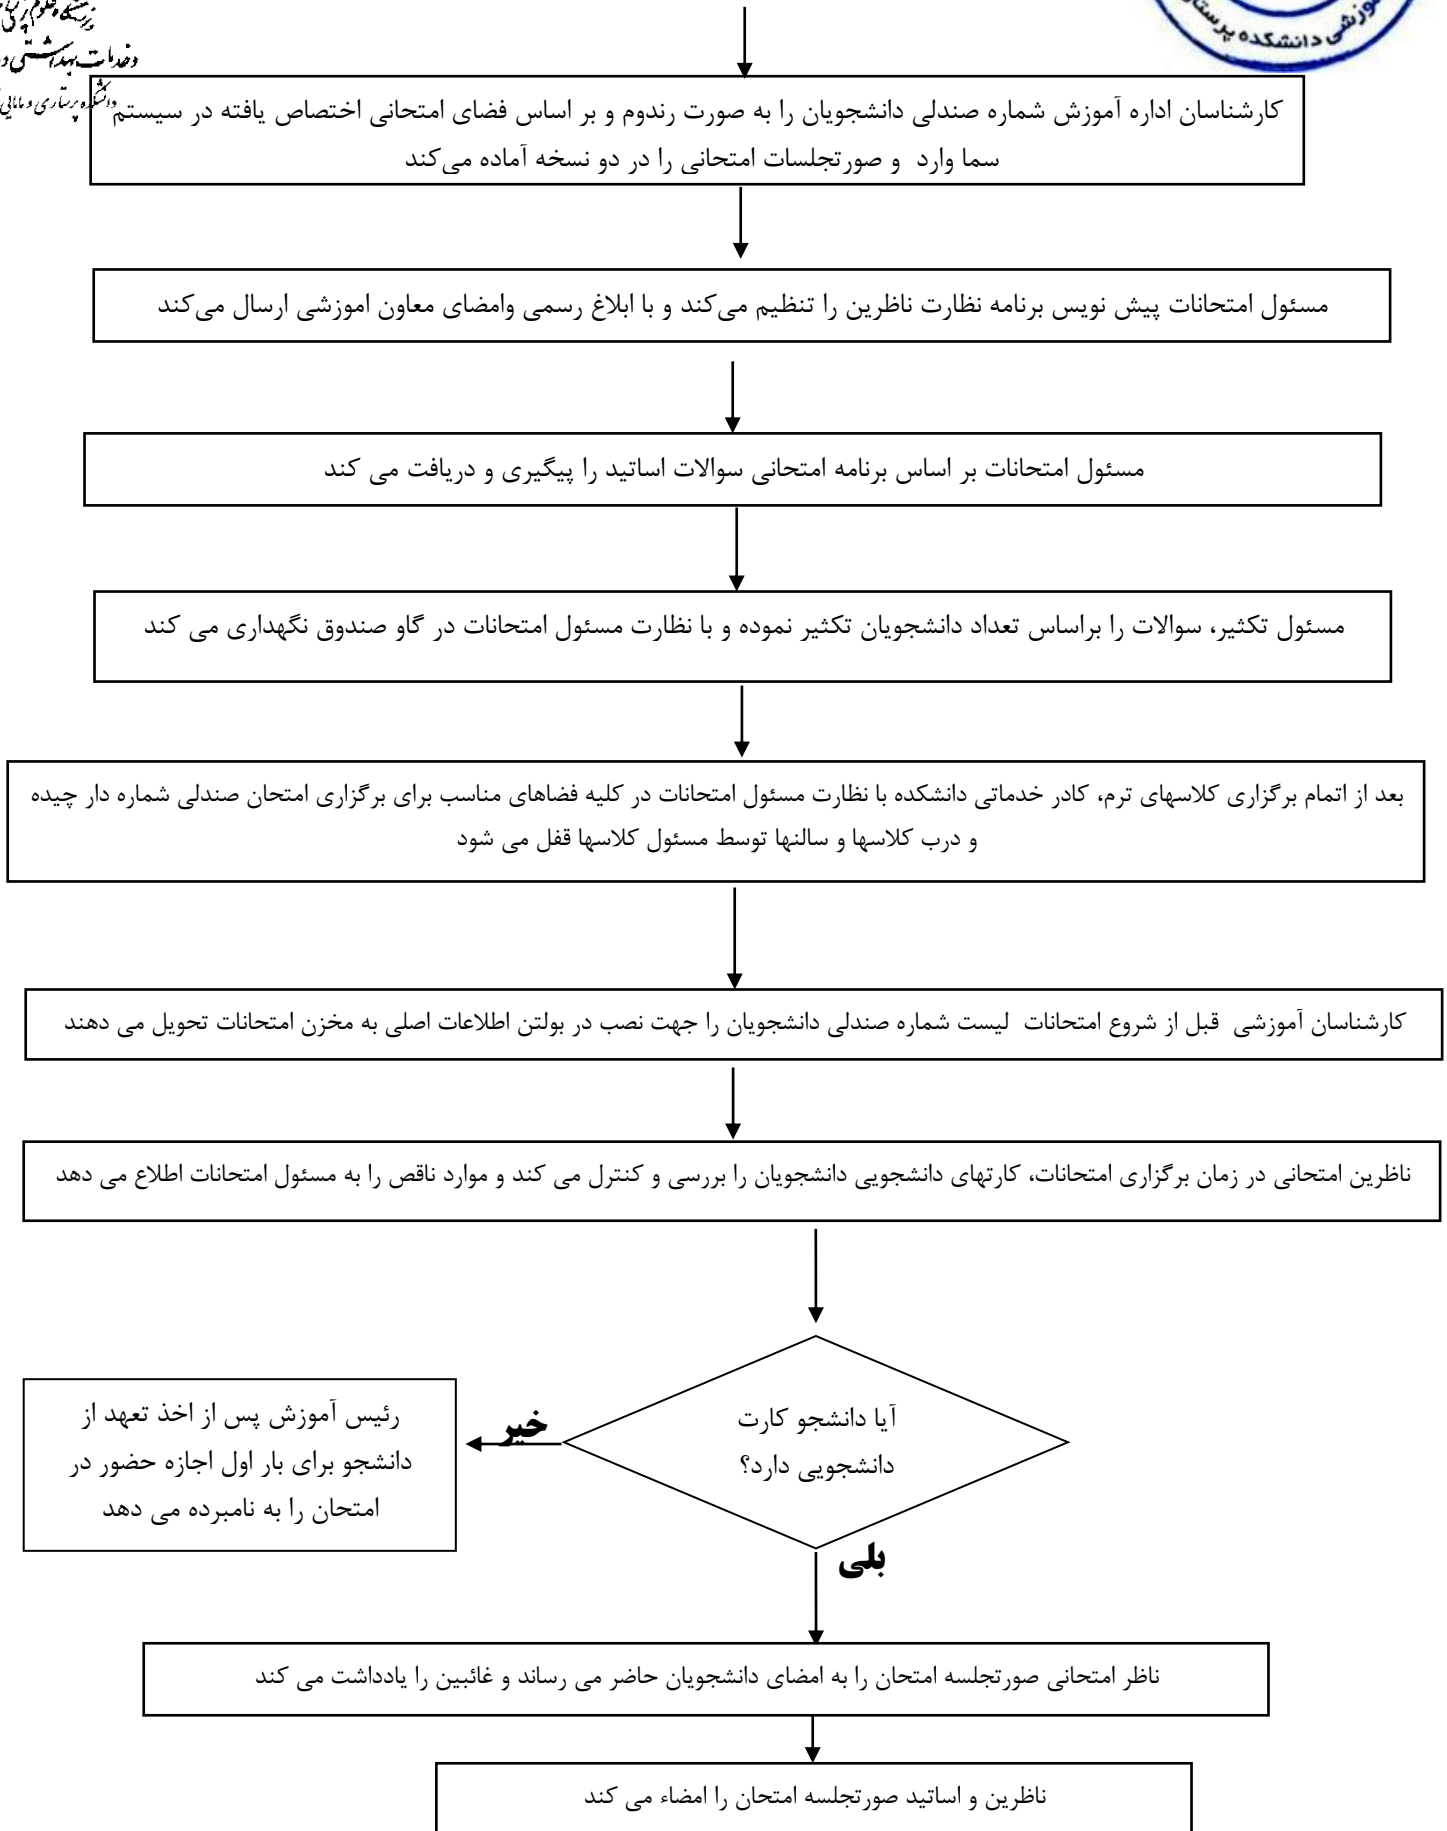 وخدمات بهداشتی و
دانشکده پرستاری و مامایی
دانشکده
کارشناسان اداره آموزش شماره صندلی دانشجویان را به صورت رندوم و بر اساس فضای امتحانی اختصاص یافته در سیستم
سما وارد و صورتجلسات امتحانی را در دو نسخه آماده می‌کند
مسئول امتحانات پیش نویس برنامه نظارت ناظرین را تنظیم می‌کند و با ابلاغ رسمی وامضای معاون اموزشی ارسال می‌کند
مسئول امتحانات بر اساس برنامه امتحانی سوالات اساتید را پیگیری و دریافت می کند
مسئول تکثیر، سوالات را براساس تعداد دانشجویان تکثیر نموده و با نظارت مسئول امتحانات در گاو صندوق نگهداری می کند
بعد از اتمام برگزاری کلاسهای ترم، کادر خدماتی دانشکده با نظارت مسئول امتحانات در کلیه فضاهای مناسب برای برگزاری امتحان صندلی شماره دار چیده
و درب کلاسها و سالنها توسط مسئول کلاسها قفل می شود
کارشناسان آموزشی قبل از شروع امتحانات لیست شماره صندلی دانشجویان را جهت نصب در بولتن اطلاعات اصلی به مخزن امتحانات تحویل می دهند
ناظرین امتحانی در زمان برگزاری امتحانات، کارتهای دانشجویی دانشجویان را بررسی و کنترل می کند و موارد ناقص را به مسئول امتحانات اطلاع می دهد
آیا دانشجو کارت
دانشجویی دارد؟
خیر
رئیس آموزش پس از اخذ تعهد از
دانشجو برای بار اول اجازه حضور در
امتحان را به نامبرده می دهد
بلی
ناظر امتحانی صورتجلسه امتحان را به امضای دانشجویان حاضر می رساند و غائبین را یادداشت می کند
ناظرین و اساتید صورتجلسه امتحان را امضاء می کند